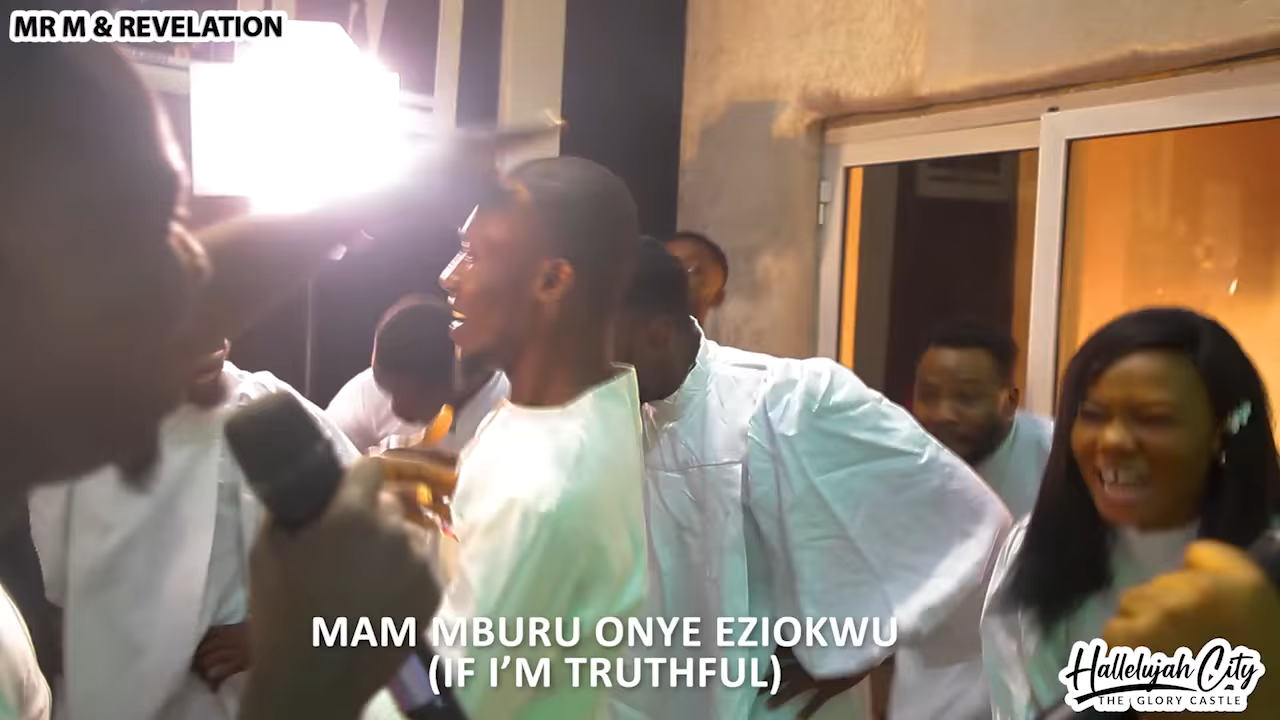 MR M & REVELATION
MAM MBURU ONYE EZIOKWU
(IF I'M TRUTHFUL)
Hallelujah City
THE GLORY CASTLE